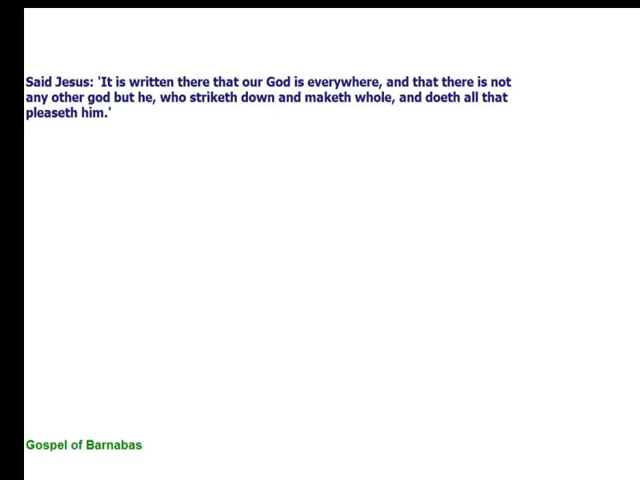 Said Jesus: 'It is written there that our God is everywhere, and that there is not
any other god but he, who striketh down and maketh whole, and doeth all that
pleaseth him.'
Gospel of Barnabas